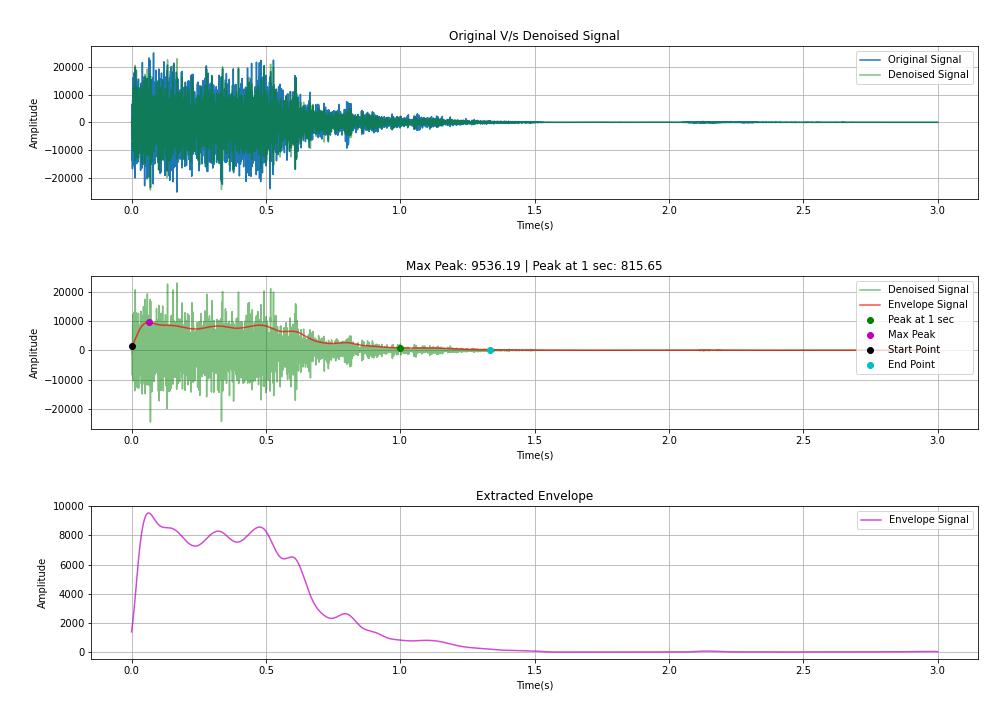 Original V/s Denoised Signal
20000
10000
0
−10000
−20000
Amplitude
Original Signal
Denoised Signal
0.0 0.5 1.0 1.5 2.0 2.5 3.0
Time(s)
Max Peak: 9536.19 | Peak at 1 sec: 815.65
20000
10000
0
−10000
−20000
Amplitude
Denoised Signal
Envelope Signal
Peak at 1 sec
Max Peak
Start Point
End Point
0.0 0.5 1.0 1.5 2.0 2.5 3.0
Time(s)
Extracted Envelope
10000
8000
6000
4000
2000
0
Amplitude
Envelope Signal
0.0 0.5 1.0 1.5 2.0 2.5 3.0
Time(s)